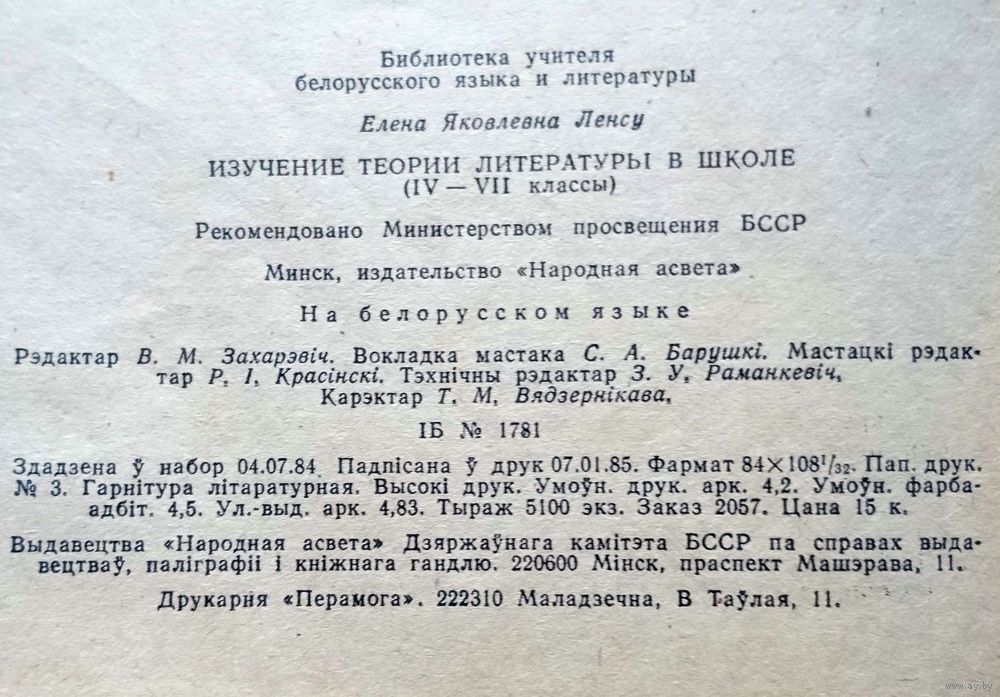 Библиотека учителя
белорусского языка и литературы
Елена Яковлевна Ленсу
ИЗУЧЕНИЕ ТЕОРИИ ЛИТЕРАТУРЫ В ШКОЛЕ
(IV — VII классы)
Рекомендовано Министерством просвещения БССР
Минск, издательство «Народная асвета»
На белорусском языке
Рэдактар В. М. Захарэвіч. Вокладка мастака С. А. Барушкі. Мастацкі рэдак-
тар Р. І. Красінскі. Тэхнічны рэдактар З. У. Раманкевіч.
Карэктар Т. М. Вядзернікава.
ІБ № 1781
Здадзена ў набор 04.07.84. Падпісана ў друк 07.01.85. Фармат 84×108¹/₃₂. Пап. друк.
№ 3. Гарнітура літаратурная. Высокі друк. Умоўн. друк. арк. 4,2. Умоўн. фарба-
адбіт. 4,5. Ул.-выд. арк. 4,83. Тыраж 5100 экз. Заказ 2057. Цана 15 к.
Выдавецтва «Народная асвета» Дзяржаўнага камітэта БССР па справах выда-
вецтваў, паліграфіі і кніжнага гандлю. 220600 Мінск, праспект Машэрава, 11.
Друкарня «Перамога». 222310 Маладзечна, В Таўлая, 11.
www.ay.by